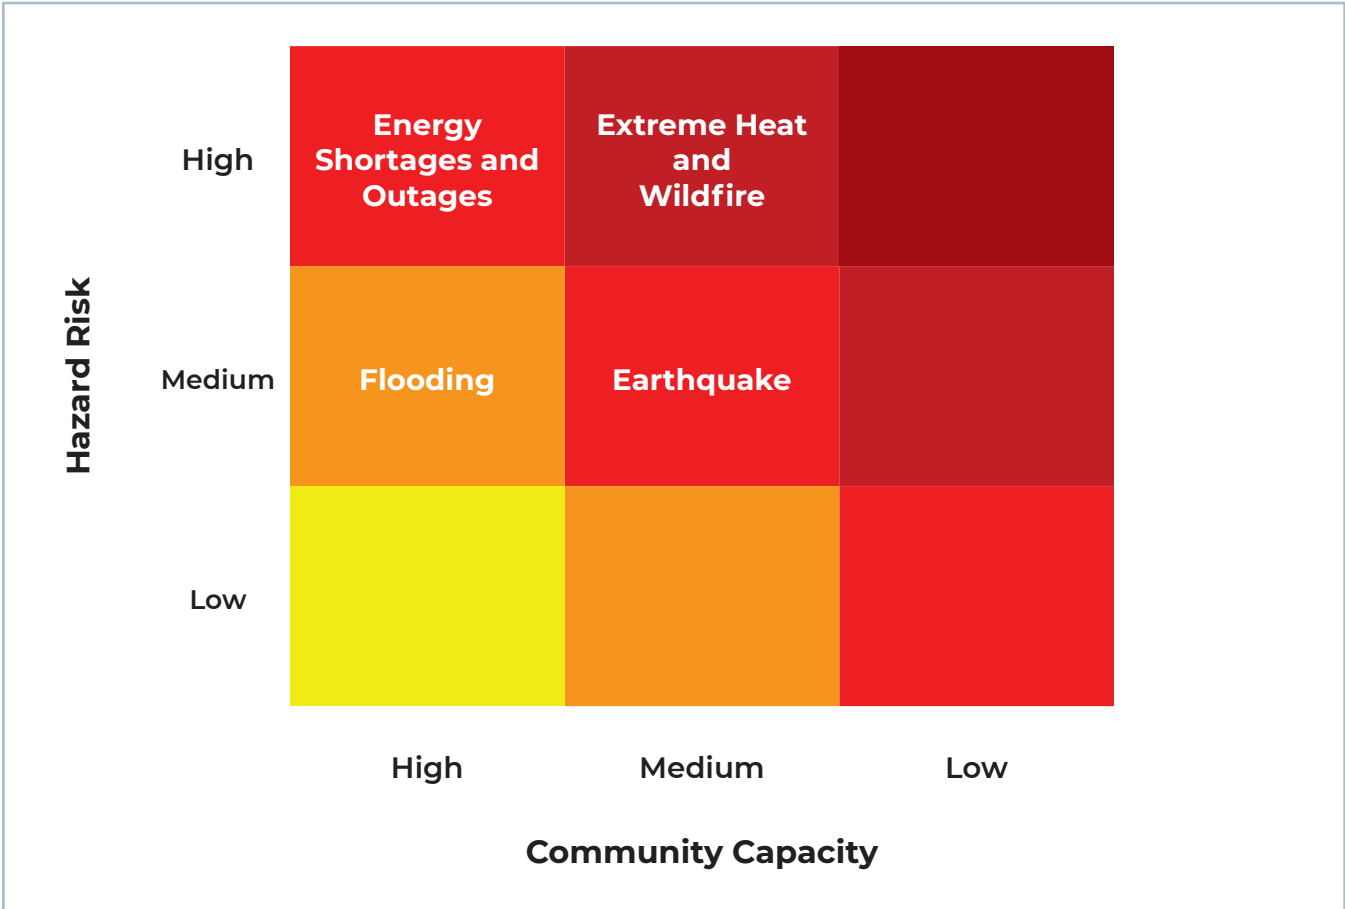 Energy
Shortages and
Outages
Extreme Heat
and
Wildfire
High
Hazard Risk
Medium
Flooding
Earthquake
Low
High
Medium
Low
Community Capacity